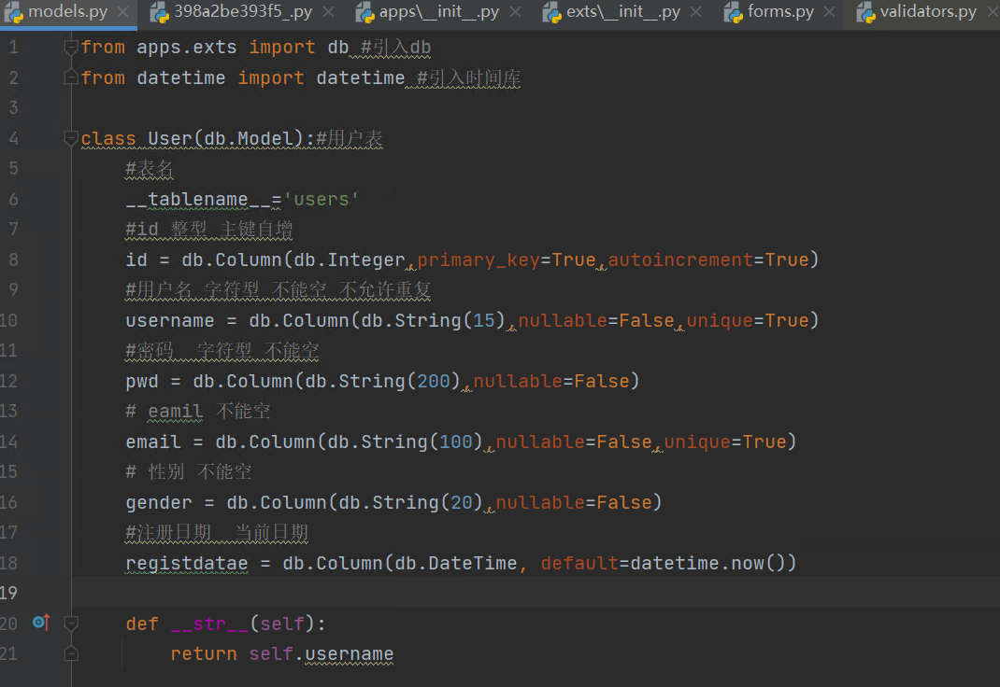 models.py 398a2be393f5_.py apps\__init__.py exts\__init__.py forms.py validators.py
1 from apps.exts import db #引入db
2 from datetime import datetime #引入时间库
3
4 class User(db.Model):#用户表
5 #表名
6 __tablename__='users'
7 #id 整型 主键自增
8 id = db.Column(db.Integer,primary_key=True,autoincrement=True)
9 #用户名 字符型 不能空 不允许重复
10 username = db.Column(db.String(15),nullable=False,unique=True)
11 #密码  字符型 不能空
12 pwd = db.Column(db.String(200),nullable=False)
13 # eamil 不能空
14 email = db.Column(db.String(100),nullable=False,unique=True)
15 # 性别 不能空
16 gender = db.Column(db.String(20),nullable=False)
17 #注册日期  当前日期
18 registdatae = db.Column(db.DateTime, default=datetime.now())
19
20 def __str__(self):
21 return self.username